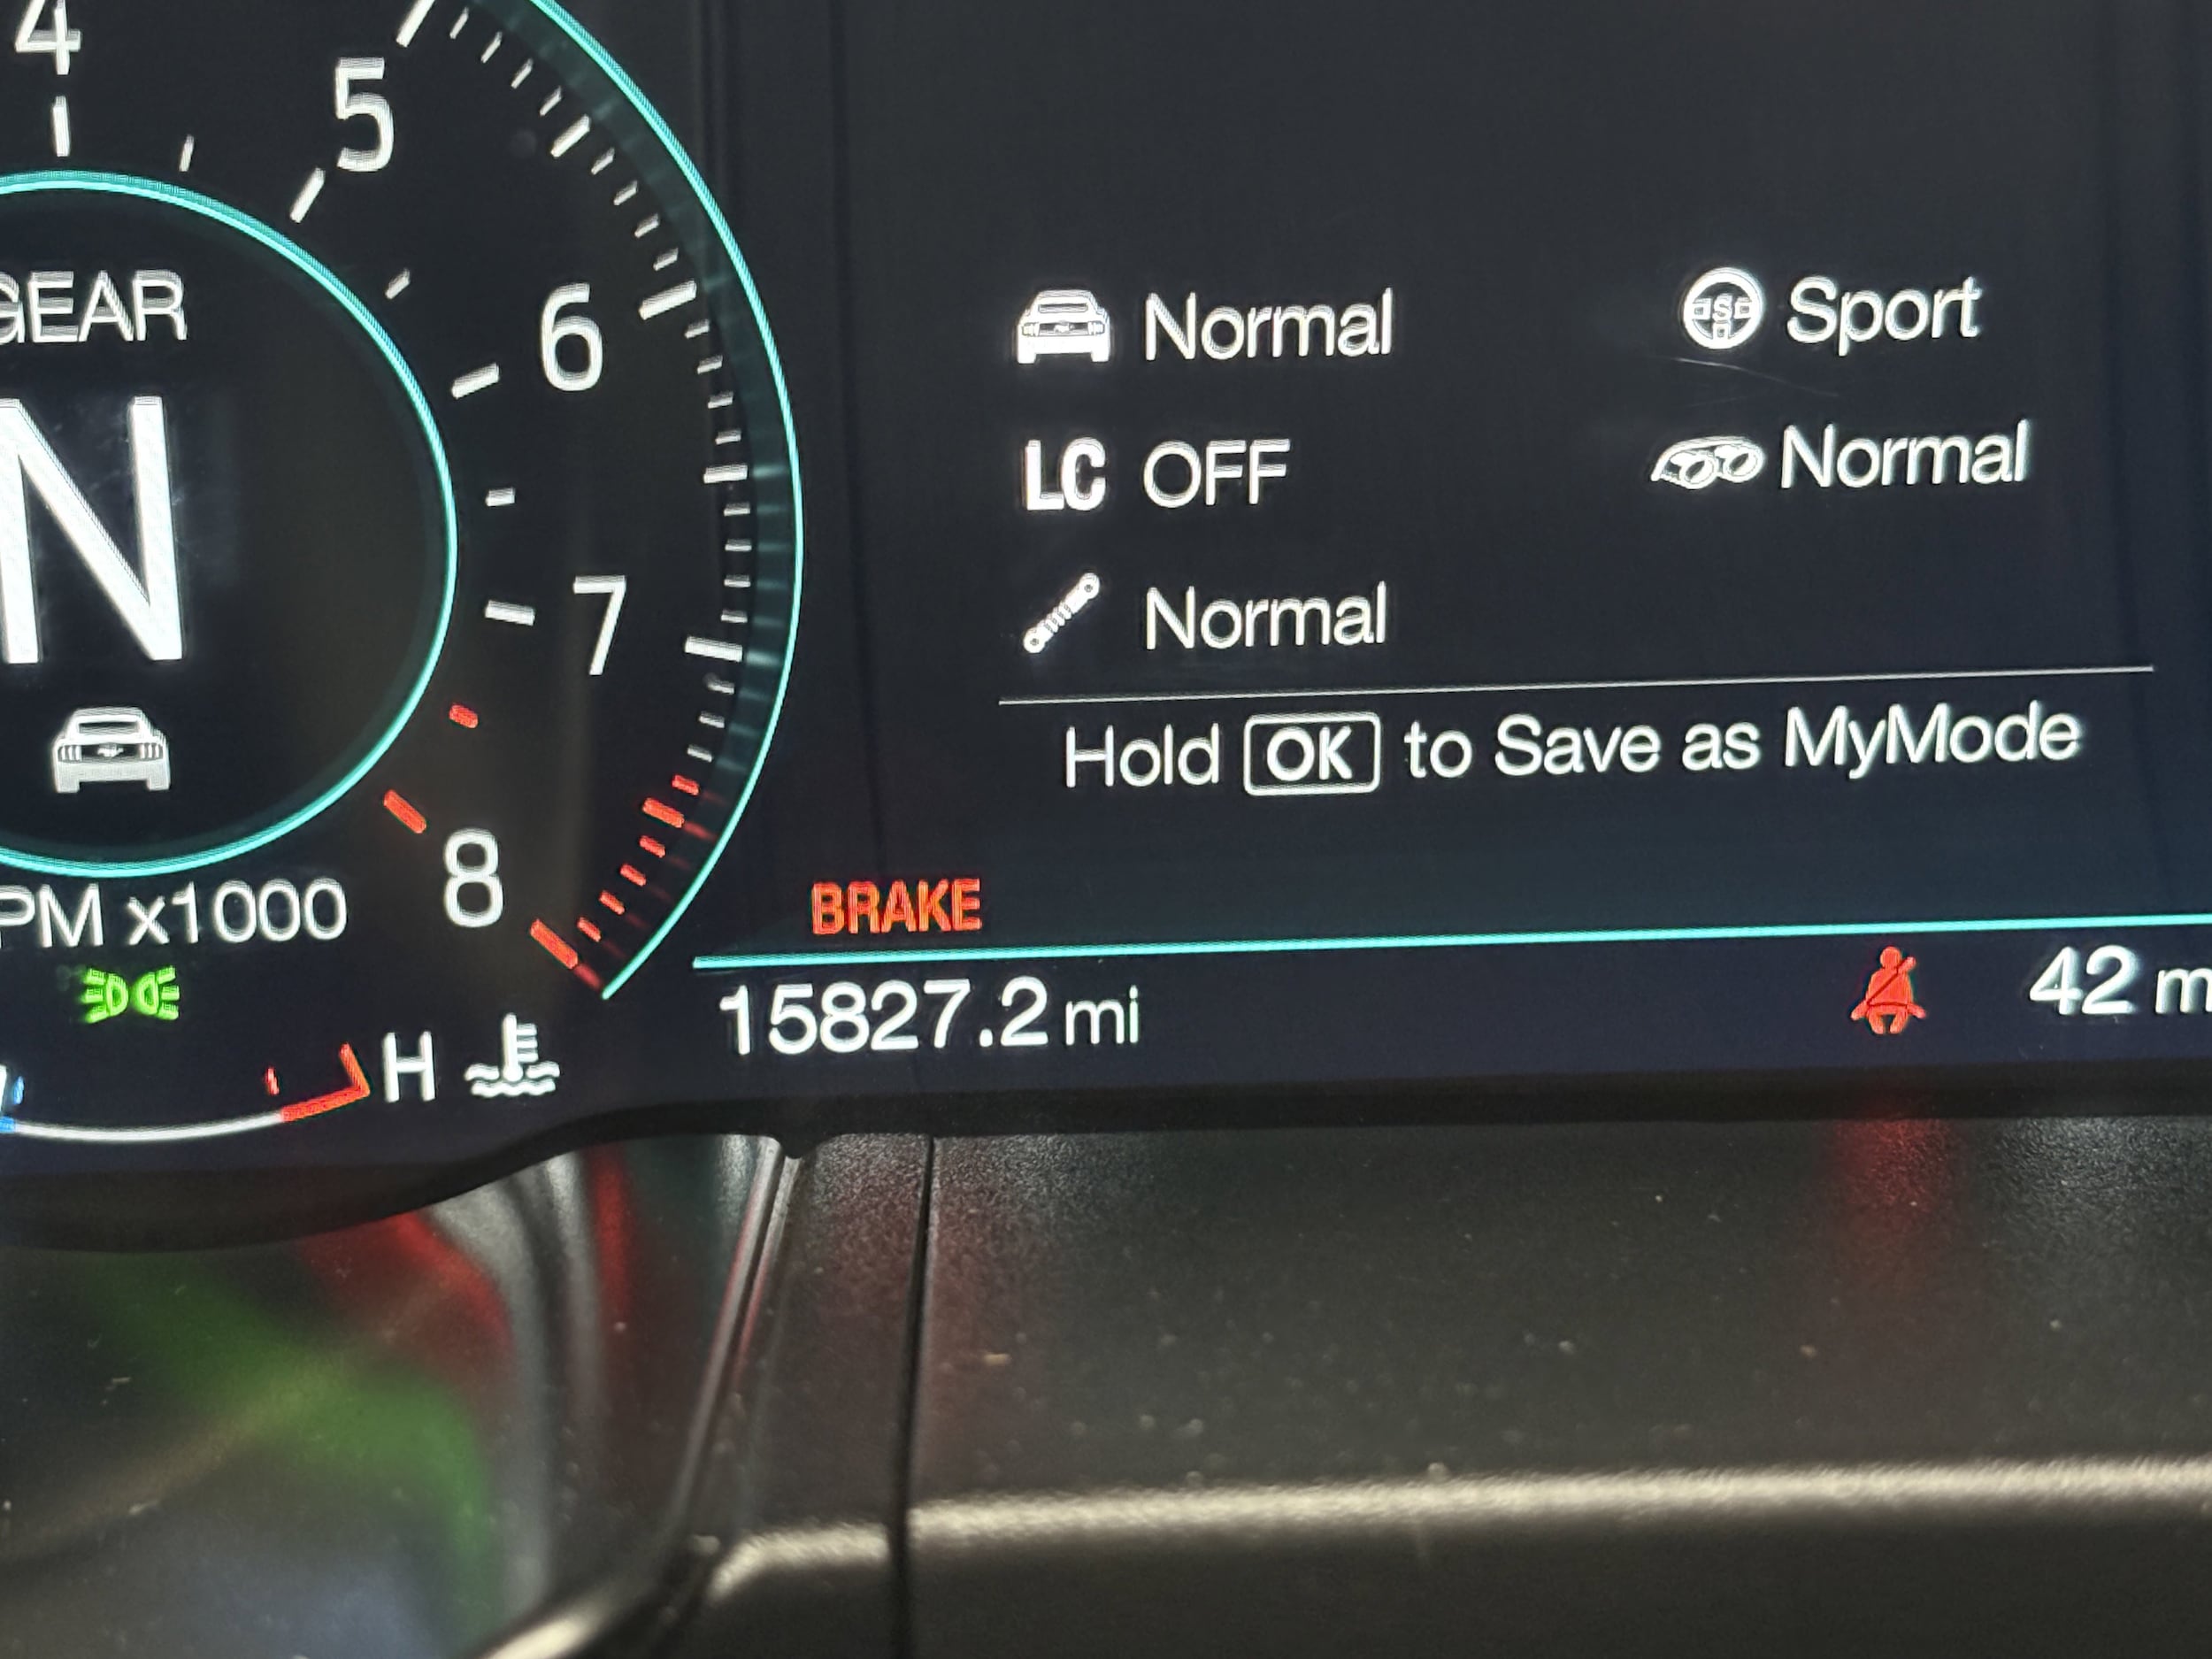 4
5
6
7
8
GEAR
N
PM x1000
H
Normal
Sport
LC OFF
Normal
Normal
Hold OK to Save as MyMode
BRAKE
15827.2 mi
42 m